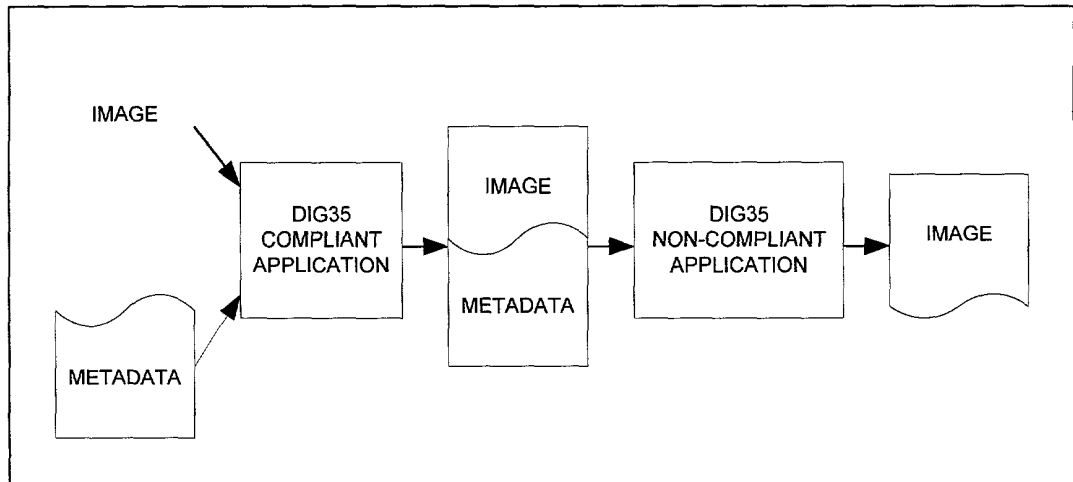 IMAGE
METADATA
DIG35
COMPLIANT
APPLICATION
IMAGE
METADATA
DIG35
NON-COMPLIANT
APPLICATION
IMAGE